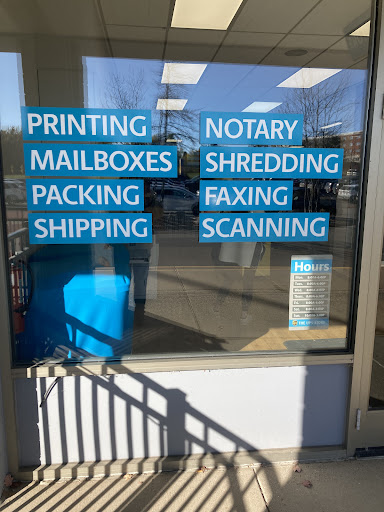 PRINTING
MAILBOXES
PACKING
SHIPPING
NOTARY
SHREDDING
FAXING
SCANNING
Hours